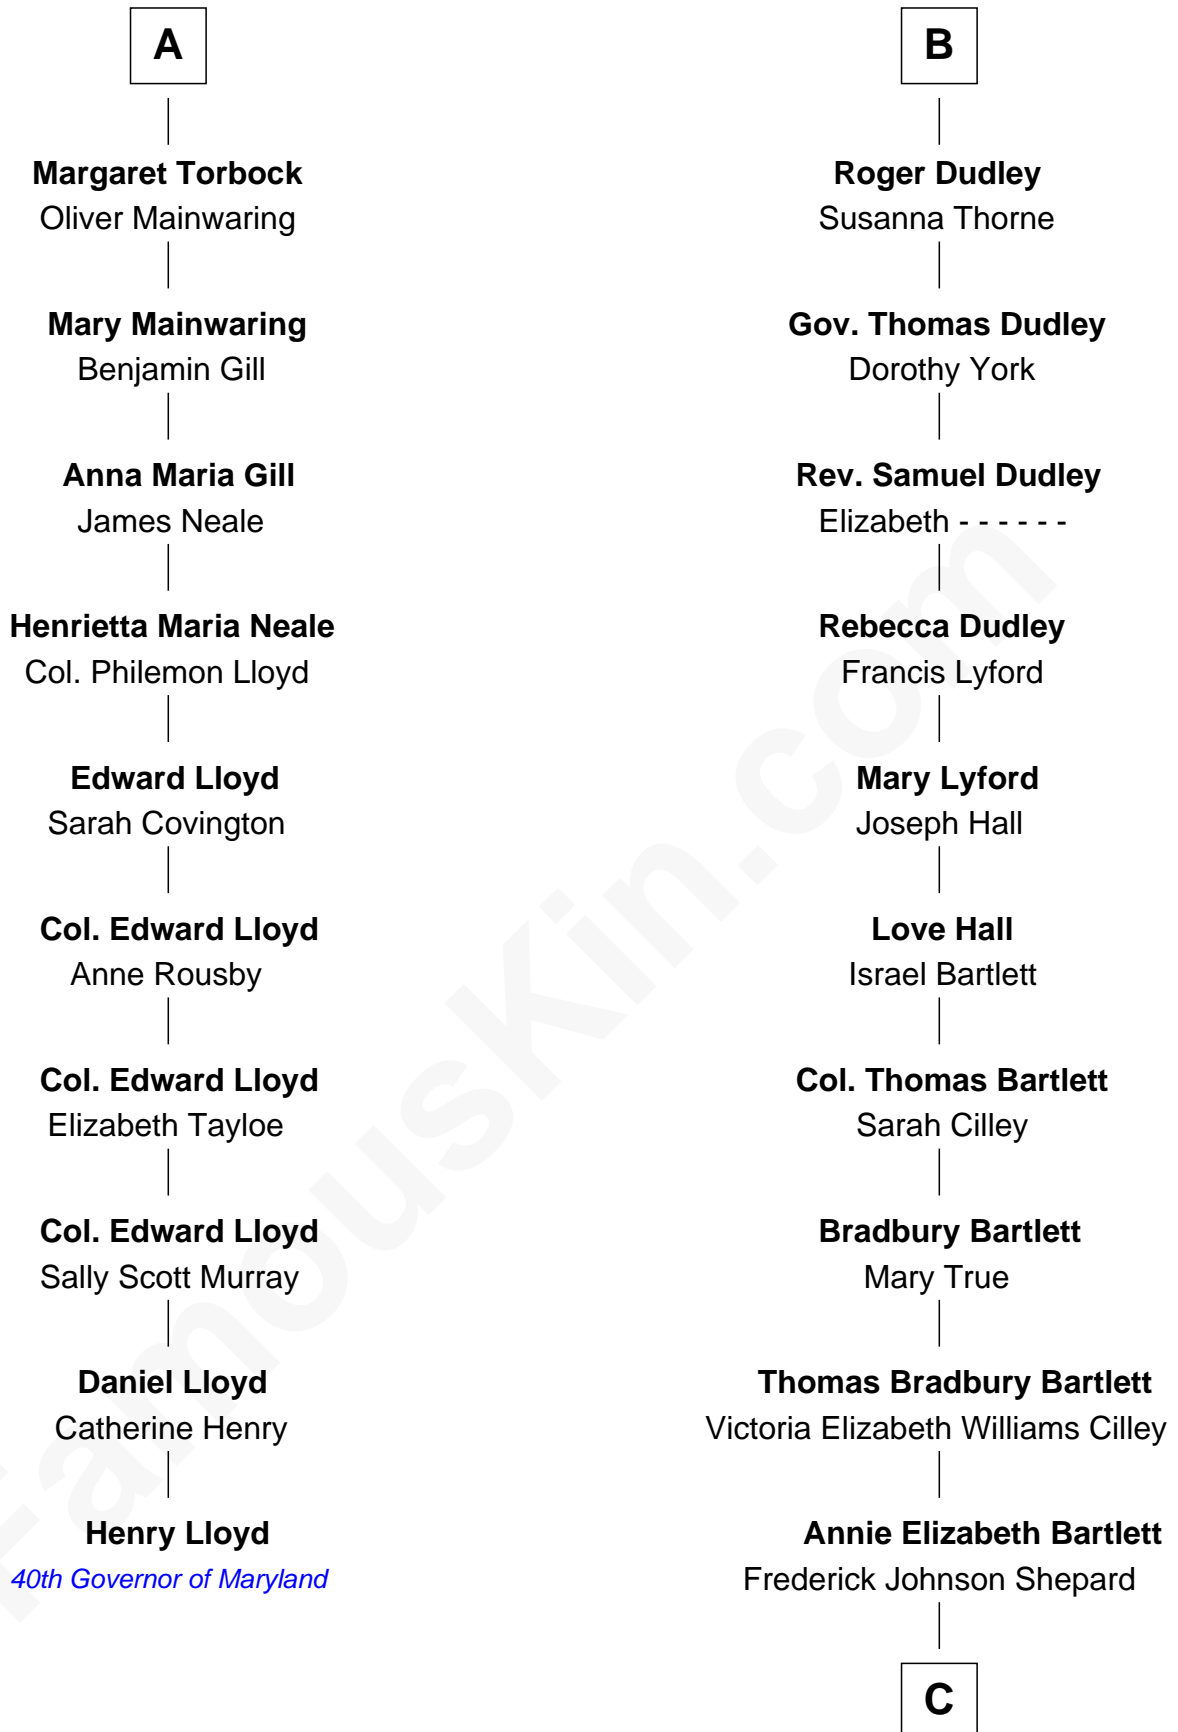 A
Margaret Torbock
Oliver Mainwaring
Mary Mainwaring
Benjamin Gill
Anna Maria Gill
James Neale
Henrietta Maria Neale
Col. Philemon Lloyd
Edward Lloyd
Sarah Covington
Col. Edward Lloyd
Anne Rousby
Col. Edward Lloyd
Elizabeth Tayloe
Col. Edward Lloyd
Sally Scott Murray
Daniel Lloyd
Catherine Henry
Henry Lloyd
40th Governor of Maryland
B
Roger Dudley
Susanna Thorne
Gov. Thomas Dudley
Dorothy York
Rev. Samuel Dudley
Elizabeth - - - - - -
Rebecca Dudley
Francis Lyford
Mary Lyford
Joseph Hall
Love Hall
Israel Bartlett
Col. Thomas Bartlett
Sarah Cilley
Bradbury Bartlett
Mary True
Thomas Bradbury Bartlett
Victoria Elizabeth Williams Cilley
Annie Elizabeth Bartlett
Frederick Johnson Shepard
C
FamousKin.com